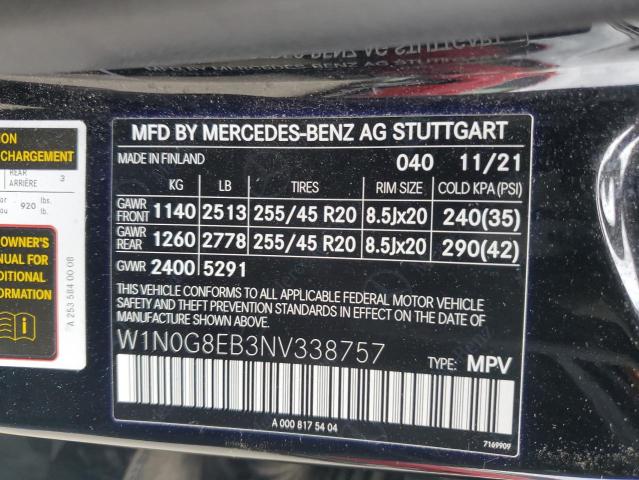 MFD BY MERCEDES-BENZ AG STUTTGART
MADE IN FINLAND 040 11/21
KG LB TIRES RIM SIZE COLD KPA (PSI)
GAWR FRONT 1140 2513 255/45 R20 8.5Jx20 240(35)
GAWR REAR 1260 2778 255/45 R20 8.5Jx20 290(42)
GVWR 2400 5291
THIS VEHICLE CONFORMS TO ALL APPLICABLE FEDERAL MOTOR VEHICLE
SAFETY AND THEFT PREVENTION STANDARDS IN EFFECT ON THE DATE OF
MANUFACTURE SHOWN ABOVE.
W1N0G8EB3NV338757 TYPE: MPV
A 000 817 54 04
7169909
ION
CHARGEMENT
REAR
ARRIÈRE 3
ar
au 920 lbs.
lb.
OWNER'S
NUAL FOR
DITIONAL
ORMATION
A 253 584 00 08